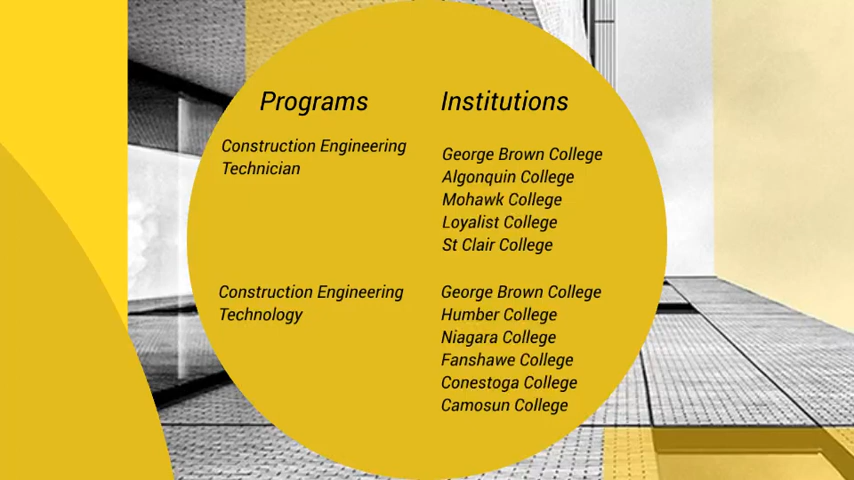 Programs
Institutions
Construction Engineering
Technician
George Brown College
Algonquin College
Mohawk College
Loyalist College
St Clair College
Construction Engineering
Technology
George Brown College
Humber College
Niagara College
Fanshawe College
Conestoga College
Camosun College